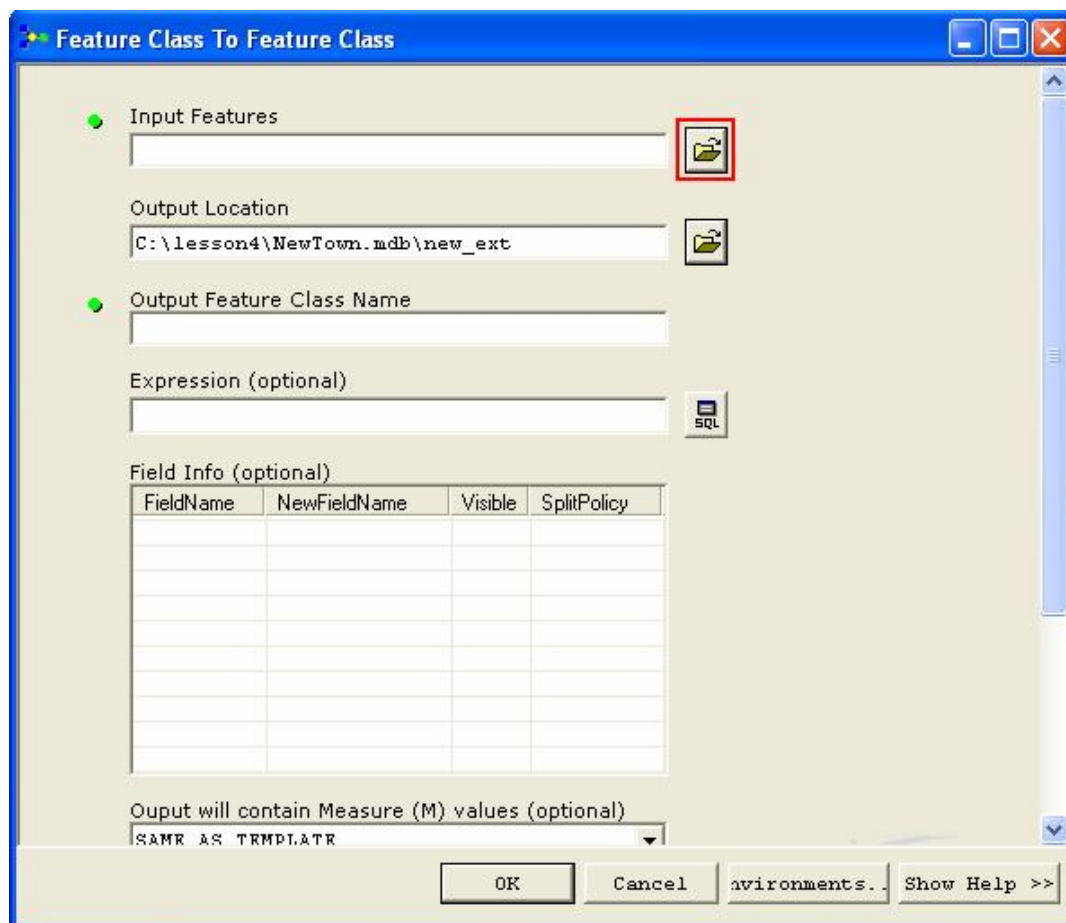 Feature Class To Feature Class
Input Features
Output Location
C:\lesson4\NewTown.mdb\new_ext
Output Feature Class Name
Expression (optional)
SQL
Field Info (optional)
FieldName NewFieldName Visible SplitPolicy
Ouput will contain Measure (M) values (optional)
SAME AS TEMPLATE
OK Cancel nvironments.. Show Help >>